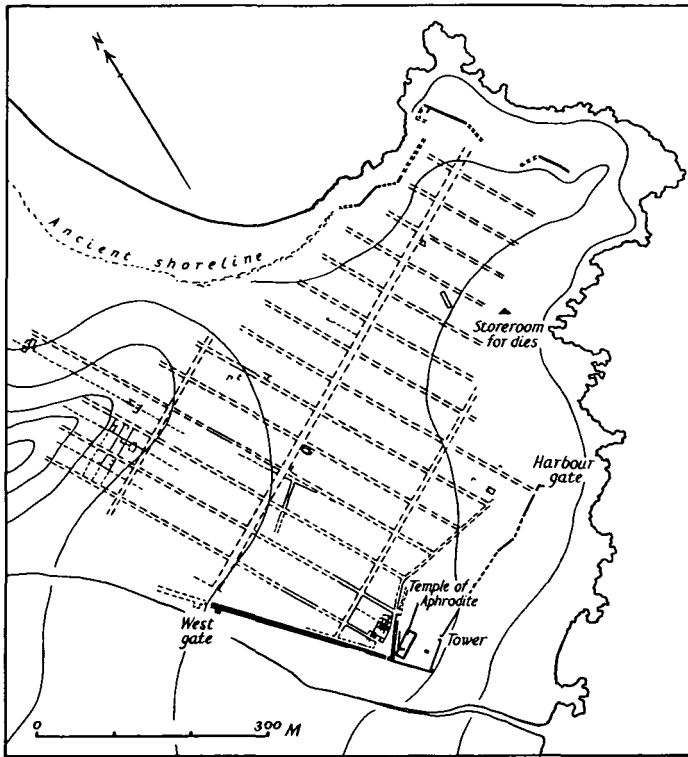 N
Ancient shoreline
Storeroom
for dies
Harbour
gate
Temple of
Aphrodite
West
gate
Tower
0 300 M